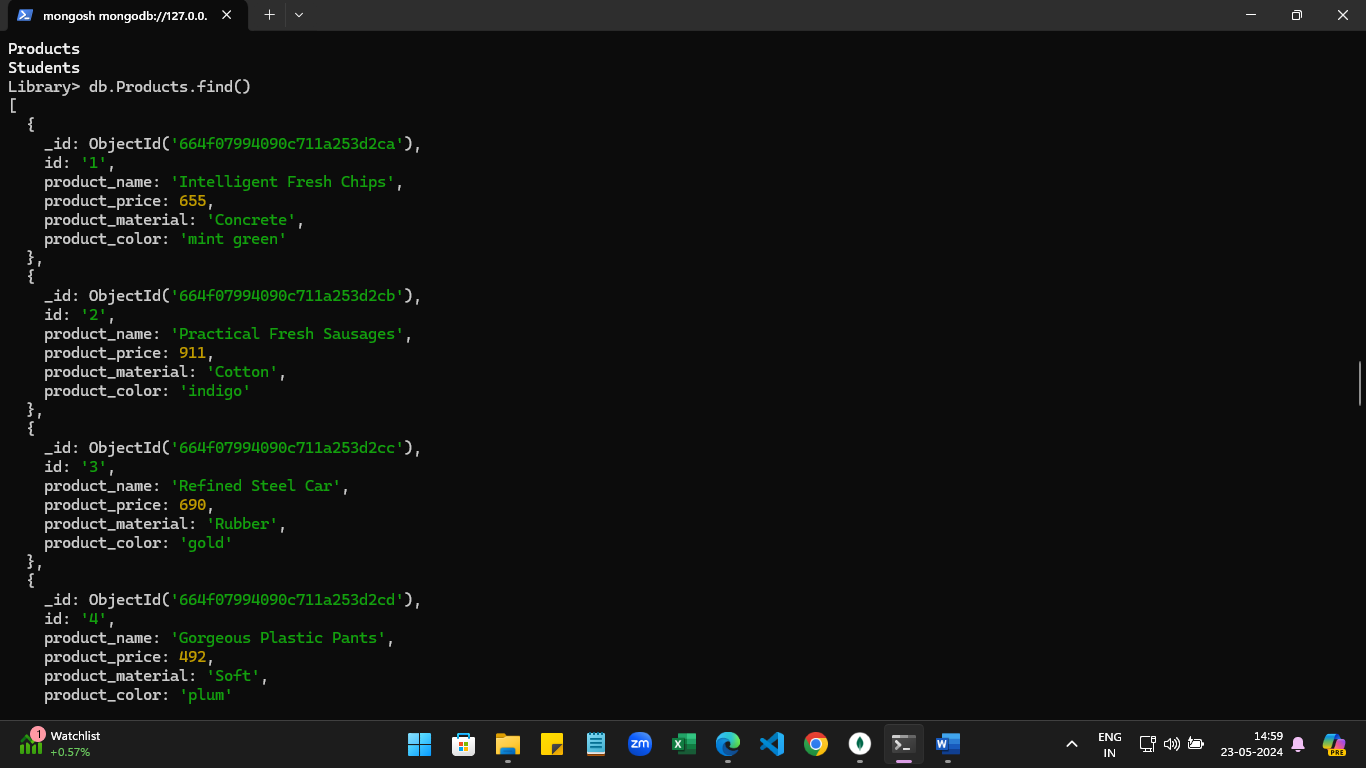 mongosh mongodb://127.0.0.
Products
Students
Library> db.Products.find()
[
{
_id: ObjectId('664f07994090c711a253d2ca'),
id: '1',
product_name: 'Intelligent Fresh Chips',
product_price: 655,
product_material: 'Concrete',
product_color: 'mint green'
},
{
_id: ObjectId('664f07994090c711a253d2cb'),
id: '2',
product_name: 'Practical Fresh Sausages',
product_price: 911,
product_material: 'Cotton',
product_color: 'indigo'
},
{
_id: ObjectId('664f07994090c711a253d2cc'),
id: '3',
product_name: 'Refined Steel Car',
product_price: 690,
product_material: 'Rubber',
product_color: 'gold'
},
{
_id: ObjectId('664f07994090c711a253d2cd'),
id: '4',
product_name: 'Gorgeous Plastic Pants',
product_price: 492,
product_material: 'Soft',
product_color: 'plum'
1
Watchlist
+0.57%
zm
ENG
IN
14:59
23-05-2024
PRE